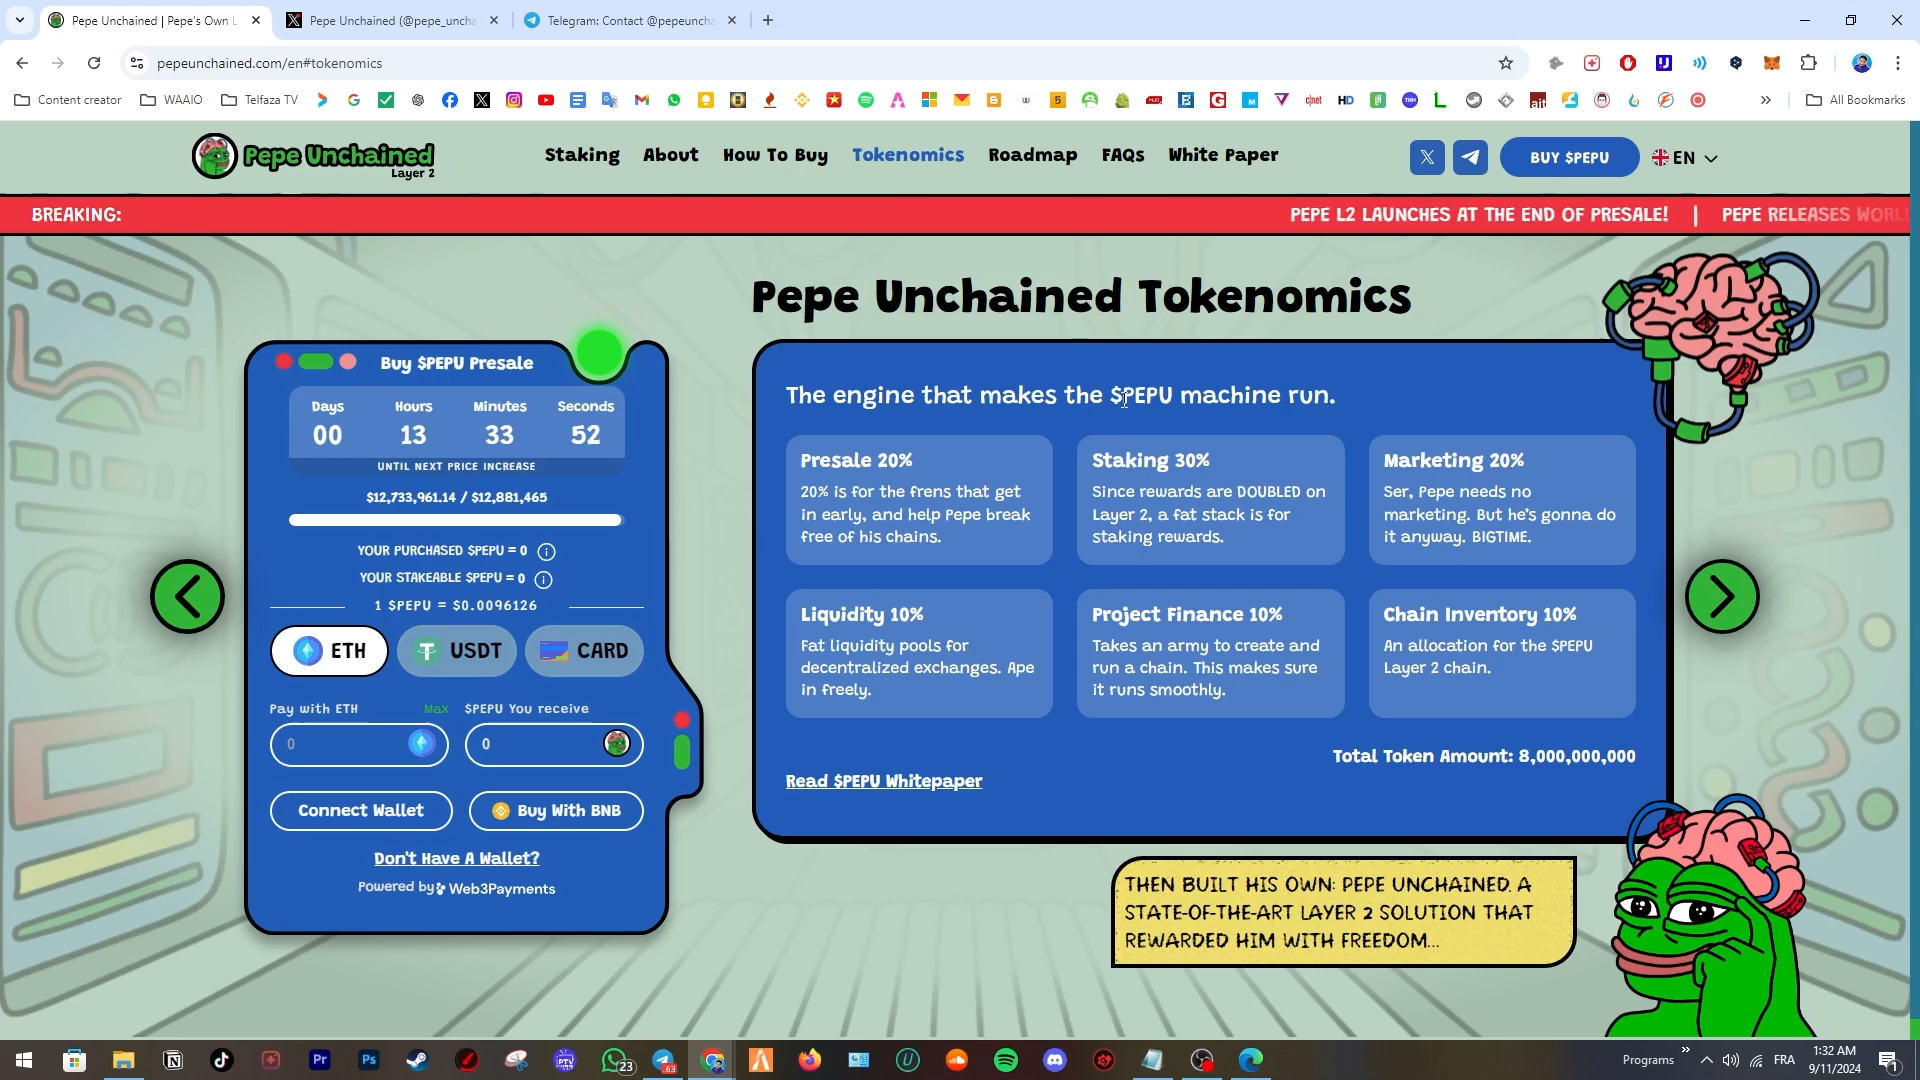 Pepe Unchained | Pepe's Own L
Pepe Unchained (@pepe_uncha
Telegram: Contact @pepeuncha
pepeunchained.com/en#tokenomics
Content creator
WAAIO
Telfaza TV
All Bookmarks
Pepe Unchained
Layer 2
Staking
About
How To Buy
Tokenomics
Roadmap
FAQs
White Paper
BUY $PEPU
EN
BREAKING:
PEPE L2 LAUNCHES AT THE END OF PRESALE! | PEPE RELEASES WORL
Pepe Unchained Tokenomics
Buy $PEPU Presale
Days Hours Minutes Seconds
00 13 33 52
UNTIL NEXT PRICE INCREASE
$12,733,961.14 / $12,881,465
YOUR PURCHASED $PEPU = 0
YOUR STAKEABLE $PEPU = 0
1 $PEPU = $0.0096126
ETH
USDT
CARD
Pay with ETH Max
$PEPU You receive
0
0
Connect Wallet
Buy With BNB
Don't Have A Wallet?
Powered by Web3Payments
The engine that makes the $PEPU machine run.
Presale 20%
20% is for the frens that get
in early, and help Pepe break
free of his chains.
Staking 30%
Since rewards are DOUBLED on
Layer 2, a fat stack is for
staking rewards.
Marketing 20%
Ser, Pepe needs no
marketing. But he's gonna do
it anyway. BIGTIME.
Liquidity 10%
Fat liquidity pools for
decentralized exchanges. Ape
in freely.
Project Finance 10%
Takes an army to create and
run a chain. This makes sure
it runs smoothly.
Chain Inventory 10%
An allocation for the $PEPU
Layer 2 chain.
Total Token Amount: 8,000,000,000
Read $PEPU Whitepaper
THEN BUILT HIS OWN: PEPE UNCHAINED. A
STATE-OF-THE-ART LAYER 2 SOLUTION THAT
REWARDED HIM WITH FREEDOM...
23
63
Programs
FRA
1:32 AM
9/11/2024